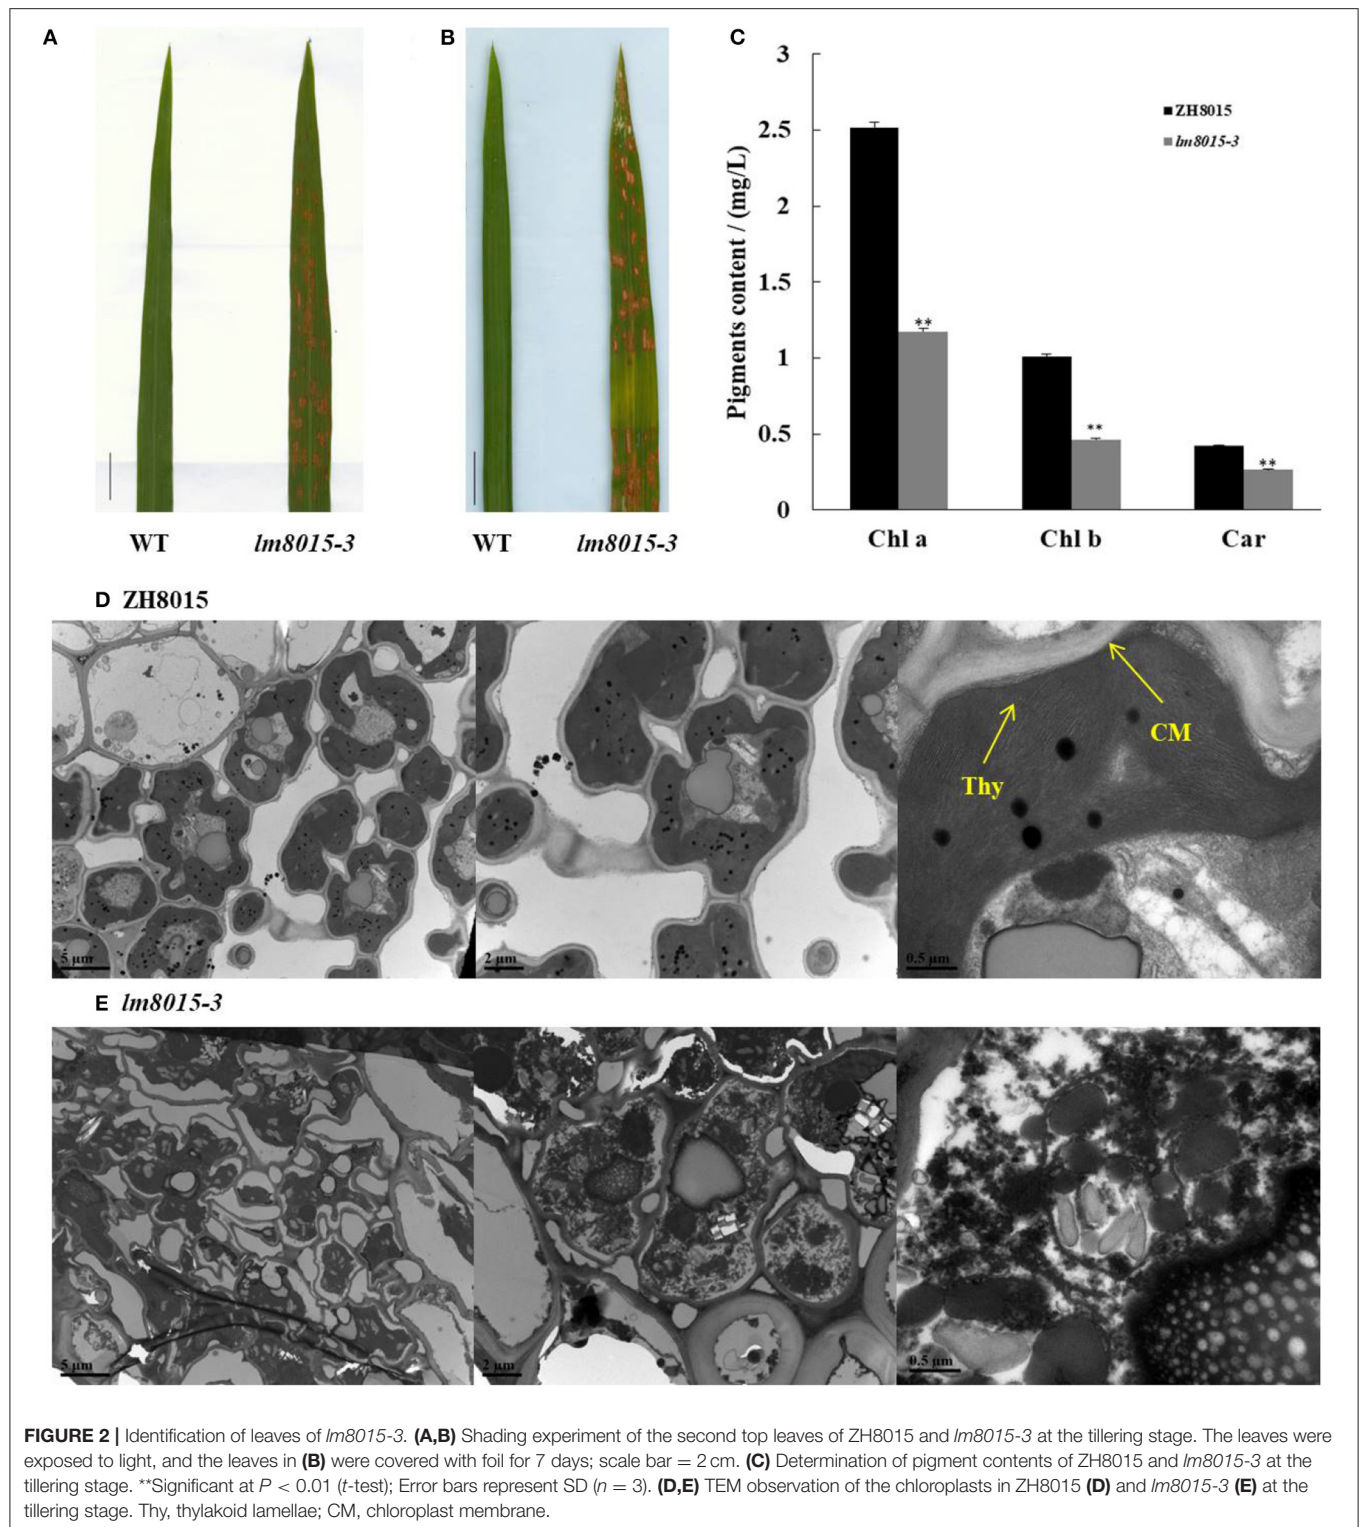 A
B
C
WT
lm8015-3
WT
lm8015-3
3
2.5
2
1.5
1
0.5
0
Pigments content / (mg/L)
ZH8015
lm8015-3
**
**
**
Chl a
Chl b
Car
D ZH8015
5 μm
2 μm
0.5 μm
Thy
CM
E lm8015-3
5 μm
2 μm
0.5 μm
FIGURE 2 | Identification of leaves of lm8015-3. (A,B) Shading experiment of the second top leaves of ZH8015 and lm8015-3 at the tillering stage. The leaves were
exposed to light, and the leaves in (B) were covered with foil for 7 days; scale bar = 2 cm. (C) Determination of pigment contents of ZH8015 and lm8015-3 at the
tillering stage. **Significant at P < 0.01 (t-test); Error bars represent SD (n = 3). (D,E) TEM observation of the chloroplasts in ZH8015 (D) and lm8015-3 (E) at the
tillering stage. Thy, thylakoid lamellae; CM, chloroplast membrane.